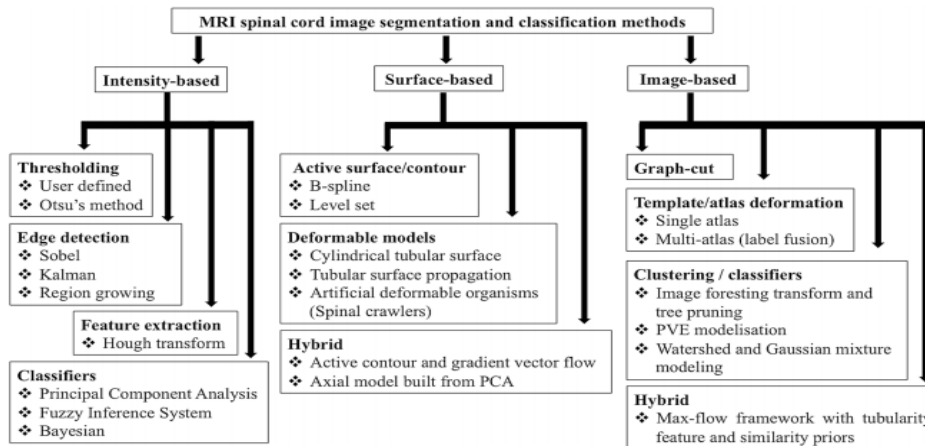 MRI spinal cord image segmentation and classification methods
Intensity-based
Surface-based
Image-based
Thresholding
❖ User defined
❖ Otsu's method
Edge detection
❖ Sobel
❖ Kalman
❖ Region growing
Feature extraction
❖ Hough transform
Classifiers
❖ Principal Component Analysis
❖ Fuzzy Inference System
❖ Bayesian
Active surface/contour
❖ B-spline
❖ Level set
Deformable models
❖ Cylindrical tubular surface
❖ Tubular surface propagation
❖ Artificial deformable organisms
(Spinal crawlers)
Hybrid
❖ Active contour and gradient vector flow
❖ Axial model built from PCA
Graph-cut
Template/atlas deformation
❖ Single atlas
❖ Multi-atlas (label fusion)
Clustering / classifiers
❖ Image foresting transform and
tree pruning
❖ PVE modelisation
❖ Watershed and Gaussian mixture
modeling
Hybrid
❖ Max-flow framework with tubularity
feature and similarity priors